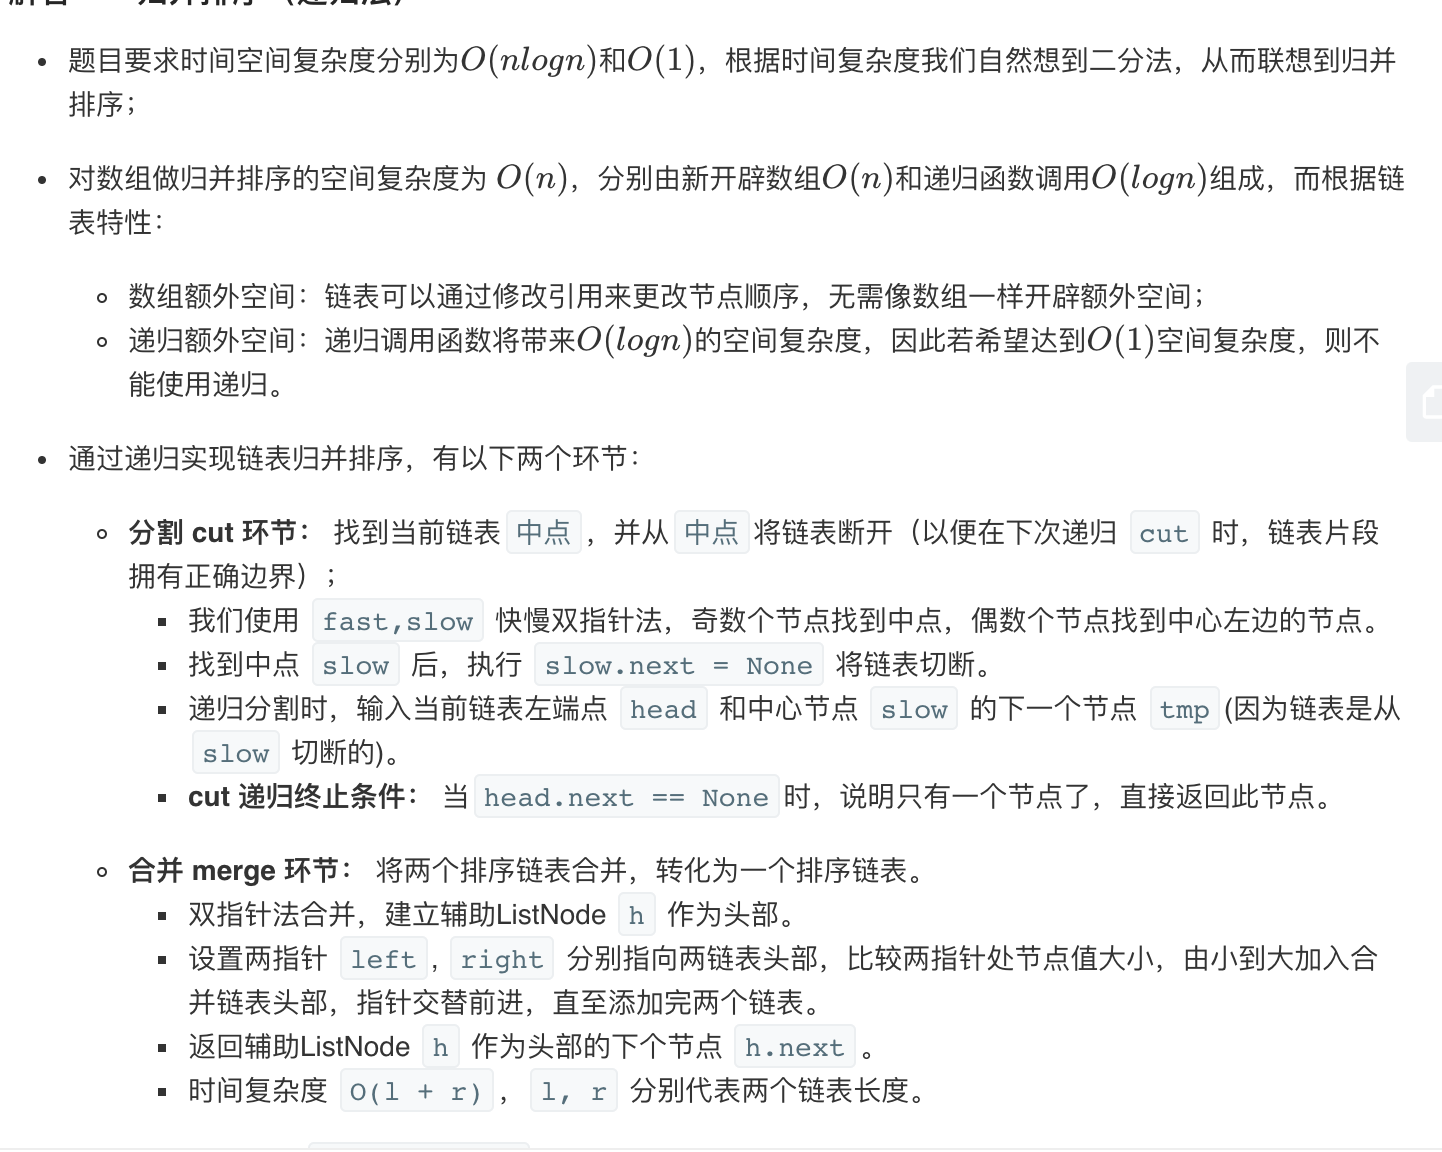 题目要求时间空间复杂度分别为O(nlogn)和O(1)，根据时间复杂度我们自然想到二分法，从而联想到归并
排序；
对数组做归并排序的空间复杂度为 O(n)，分别由新开辟数组O(n)和递归函数调用O(logn)组成，而根据链
表特性：
数组额外空间：链表可以通过修改引用来更改节点顺序，无需像数组一样开辟额外空间；
递归额外空间：递归调用函数将带来O(logn)的空间复杂度，因此若希望达到O(1)空间复杂度，则不
能使用递归。
通过递归实现链表归并排序，有以下两个环节：
分割 cut 环节： 找到当前链表 中点 ，并从 中点 将链表断开（以便在下次递归 cut 时，链表片段
拥有正确边界）；
我们使用 fast,slow 快慢双指针法，奇数个节点找到中点，偶数个节点找到中心左边的节点。
找到中点 slow 后，执行 slow.next = None 将链表切断。
递归分割时，输入当前链表左端点 head 和中心节点 slow 的下一个节点 tmp (因为链表是从
slow 切断的)。
cut 递归终止条件： 当 head.next == None 时，说明只有一个节点了，直接返回此节点。
合并 merge 环节： 将两个排序链表合并，转化为一个排序链表。
双指针法合并，建立辅助ListNode h 作为头部。
设置两指针 left , right 分别指向两链表头部，比较两指针处节点值大小，由小到大加入合
并链表头部，指针交替前进，直至添加完两个链表。
返回辅助ListNode h 作为头部的下个节点 h.next 。
时间复杂度 O(l + r) ， l, r 分别代表两个链表长度。